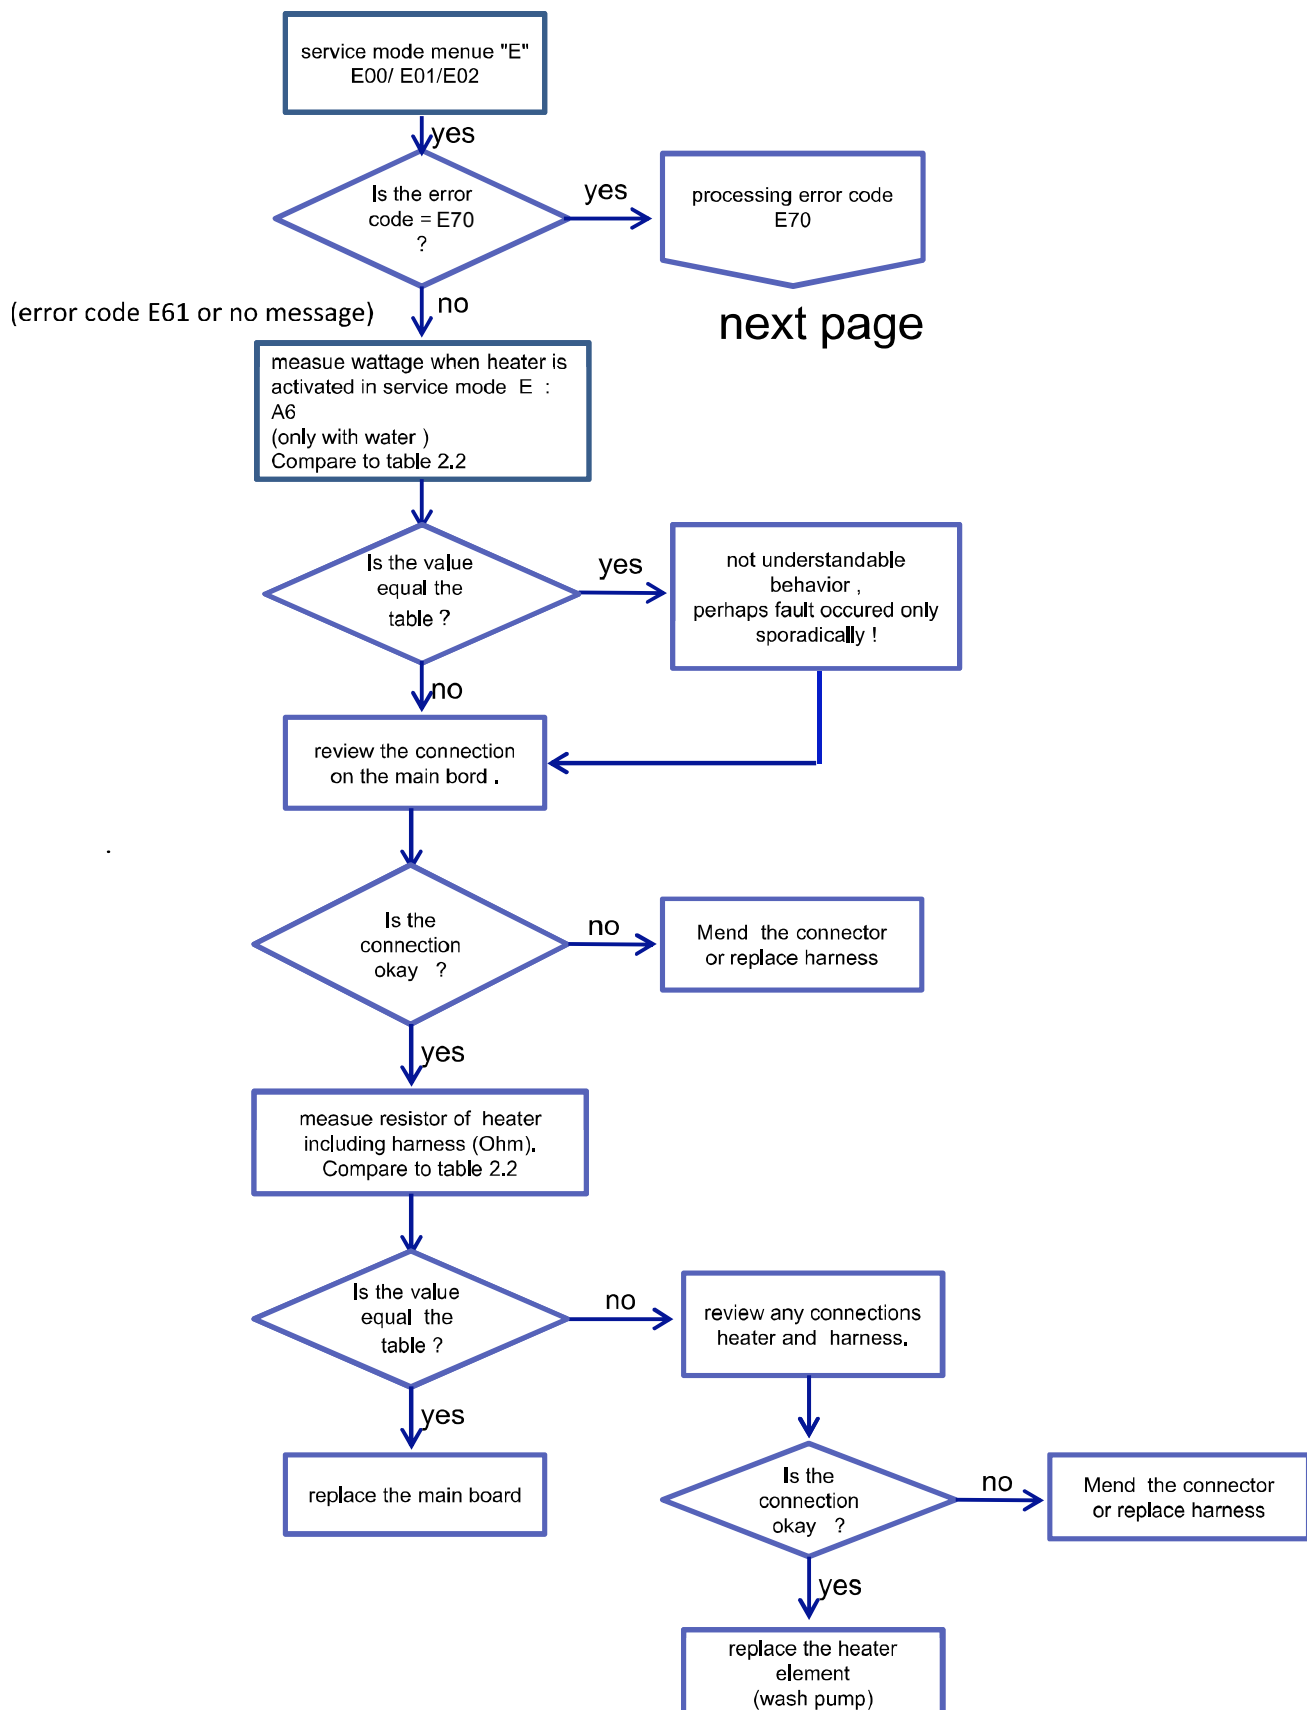 service mode menue "E"
E00/ E01/E02
yes
Is the error
code = E70
?
yes
processing error code
E70
next page
no
(error code E61 or no message)
measure wattage when heater is
activated in service mode E :
A6
(only with water )
Compare to table 2.2
Is the value
equal the
table ?
yes
not understandable
behavior ,
perhaps fault occured only
sporadically !
no
review the connection
on the main bord .
Is the
connection
okay ?
no
Mend the connector
or replace harness
yes
measure resistor of heater
including harness (Ohm).
Compare to table 2.2
Is the value
equal the
table ?
no
review any connections
heater and harness.
yes
replace the main board
Is the
connection
okay ?
no
Mend the connector
or replace harness
yes
replace the heater
element
(wash pump)